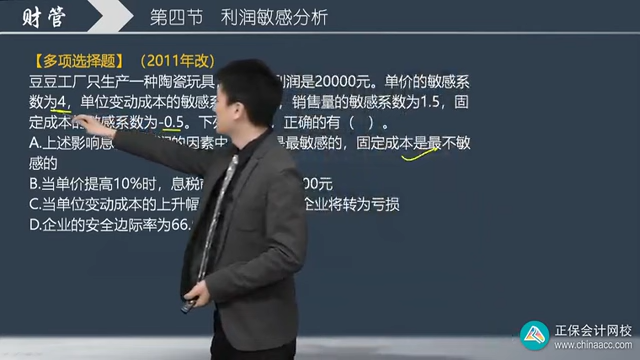 财管 第四节 利润敏感分析
【多项选择题】（2011年改）
豆豆工厂只生产一种陶瓷玩具 利润是20000元。单价的敏感系
数为4，单位变动成本的敏感系 ，销售量的敏感系数为1.5，固
定成本的敏感系数为-0.5。下 正确的有（ ）。
A.上述影响息 的因素中 是最敏感的，固定成本是最不敏
感的
B.当单价提高10%时，息税 00元
C.当单位变动成本的上升幅 企业将转为亏损
D.企业的安全边际率为66.
正保会计网校
www.chinaacc.com